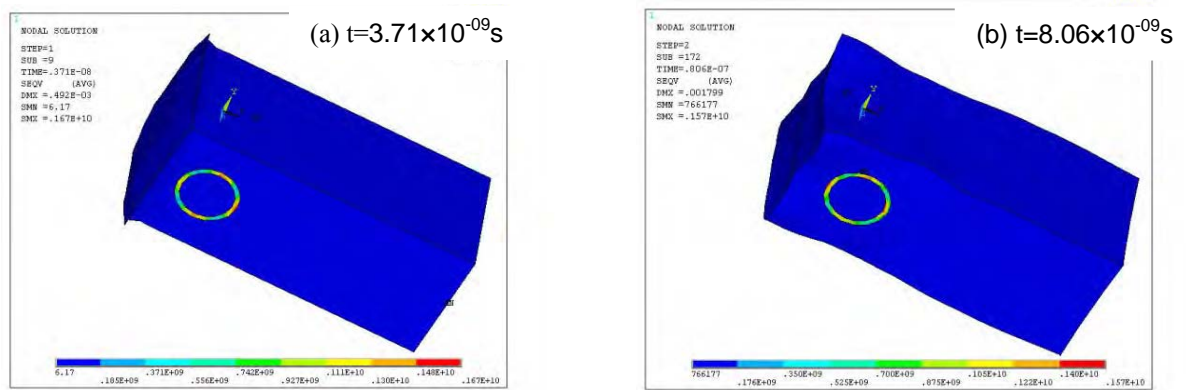 (a) t=3.71×10-09s
NODAL SOLUTION
STEP=1
SUB =9
TIME=.371E-08
SEQV (AVG)
DMX =.492E-03
SMN =6.17
SMX =.167E+10
6.17 .371E+09 .742E+09 .111E+10 .148E+10
.185E+09 .556E+09 .927E+09 .130E+10 .167E+10
(b) t=8.06×10-09s
NODAL SOLUTION
STEP=2
SUB =172
TIME=.806E-07
SEQV (AVG)
DMX =.001799
SMN =766177
SMX =.157E+10
766177 .350E+09 .700E+09 .105E+10 .140E+10
.176E+09 .525E+09 .875E+09 .122E+10 .157E+10